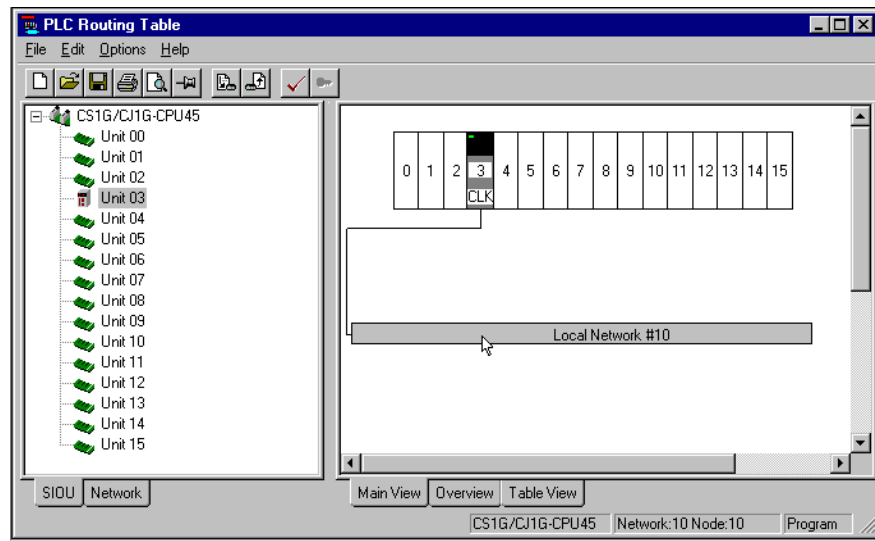 PLC Routing Table
File Edit Options Help
CS1G/CJ1G-CPU45
Unit 00
Unit 01
Unit 02
Unit 03
Unit 04
Unit 05
Unit 06
Unit 07
Unit 08
Unit 09
Unit 10
Unit 11
Unit 12
Unit 13
Unit 14
Unit 15
SIOU Network
0 1 2 3 4 5 6 7 8 9 10 11 12 13 14 15
CLK
Local Network #10
Main View Overview Table View
CS1G/CJ1G-CPU45 Network:10 Node:10 Program